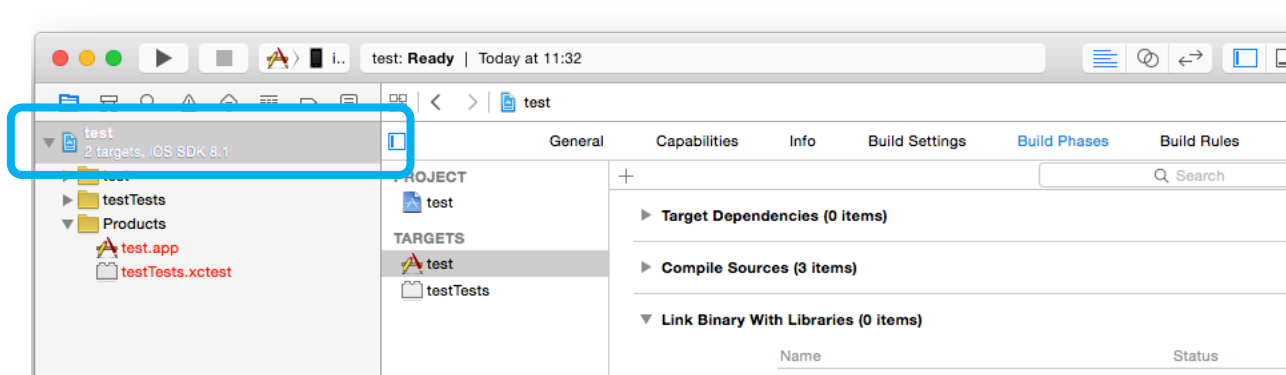 i.. test: Ready | Today at 11:32
test
test
2 targets, iOS SDK 8.1
General Capabilities Info Build Settings Build Phases Build Rules
test
testTests
Products
test.app
testTests.xctest
PROJECT
test
TARGETS
test
testTests
Search
Target Dependencies (0 items)
Compile Sources (3 items)
Link Binary With Libraries (0 items)
Name Status